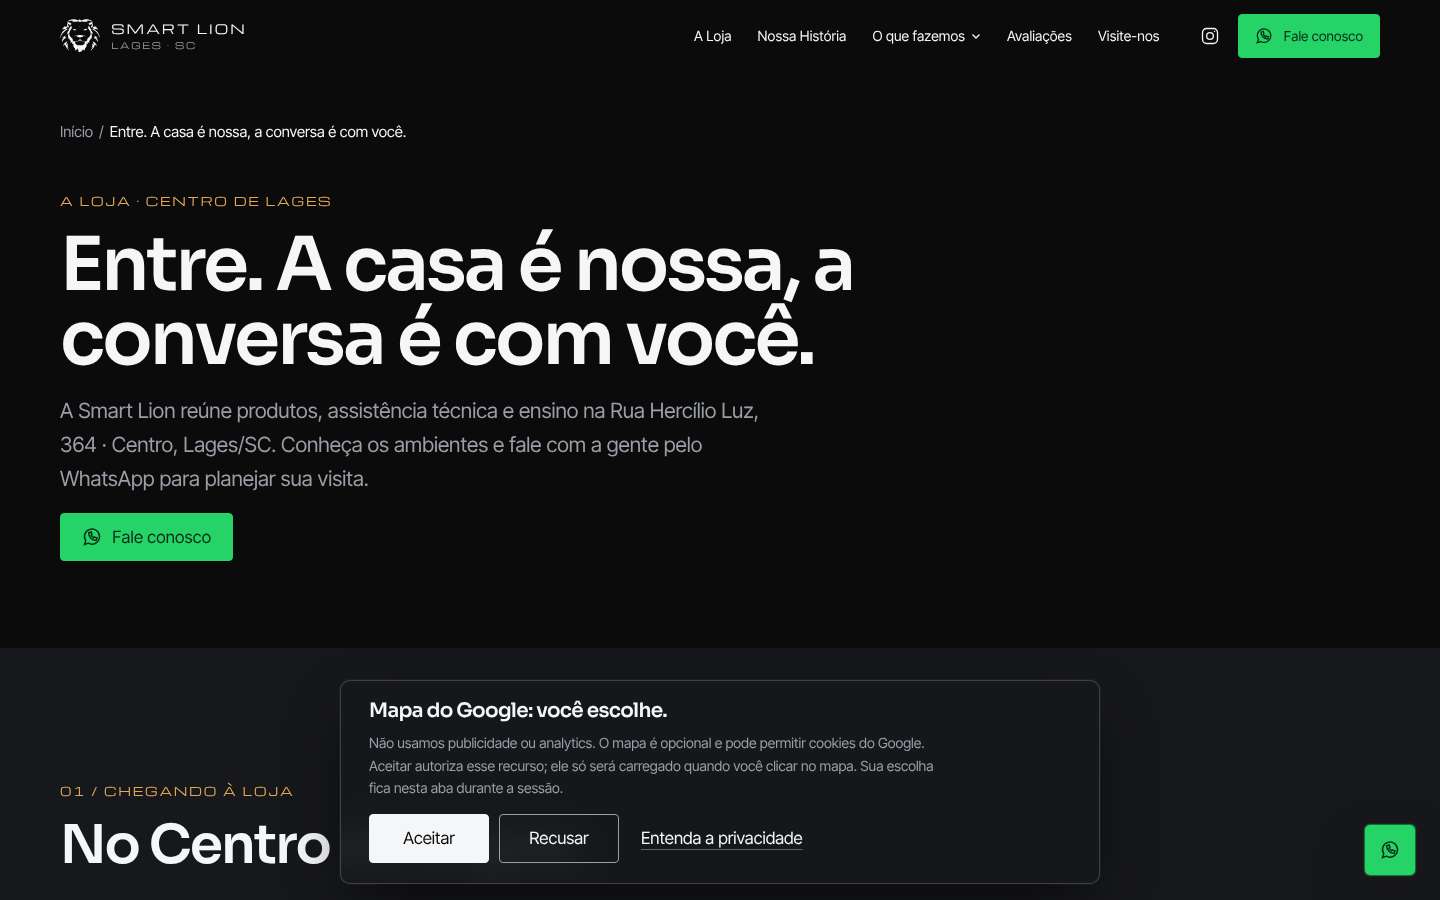 SMART LION
LAGES · SC
A Loja
Nossa História
O que fazemos
Avaliações
Visite-nos
Fale conosco
Início / Entre. A casa é nossa, a conversa é com você.
A LOJA · CENTRO DE LAGES
Entre. A casa é nossa, a
conversa é com você.
A Smart Lion reúne produtos, assistência técnica e ensino na Rua Hercílio Luz,
364 · Centro, Lages/SC. Conheça os ambientes e fale com a gente pelo
WhatsApp para planejar sua visita.
Fale conosco
01 / CHEGANDO À LOJA
No Centro
Mapa do Google: você escolhe.
Não usamos publicidade ou analytics. O mapa é opcional e pode permitir cookies do Google.
Aceitar autoriza esse recurso; ele só será carregado quando você clicar no mapa. Sua escolha
fica nesta aba durante a sessão.
Aceitar
Recusar
Entenda a privacidade